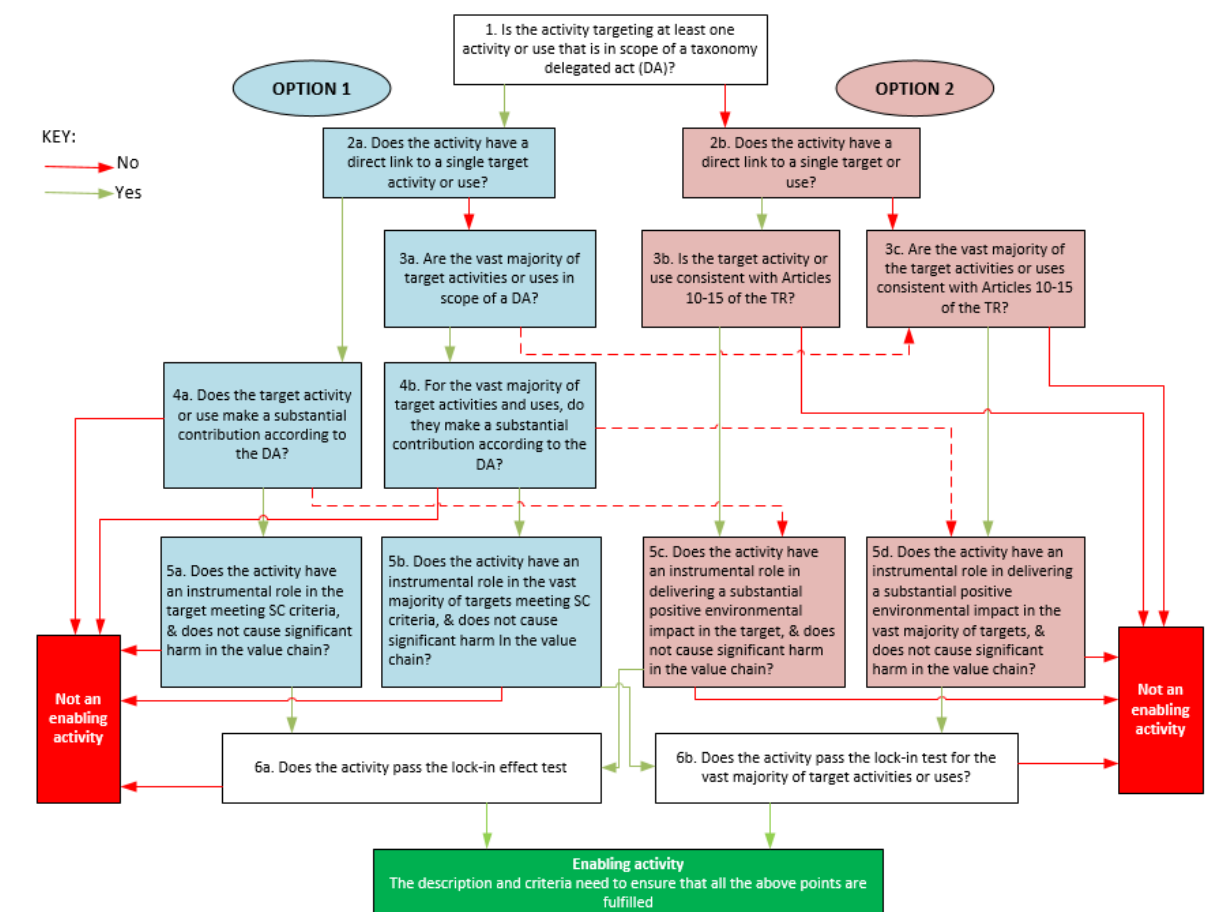 1. Is the activity targeting at least one
activity or use that is in scope of a taxonomy
delegated act (DA)?
OPTION 1
OPTION 2
KEY:
No
Yes
2a. Does the activity have a
direct link to a single target
activity or use?
2b. Does the activity have a
direct link to a single target or
use?
3a. Are the vast majority of
target activities or uses in
scope of a DA?
3b. Is the target activity or
use consistent with Articles
10-15 of the TR?
3c. Are the vast majority of
the target activities or uses
consistent with Articles 10-15
of the TR?
4a. Does the target activity
or use make a substantial
contribution according to
the DA?
4b. For the vast majority of
target activities and uses, do
they make a substantial
contribution according to the
DA?
5a. Does the activity have
an instrumental role in the
target meeting SC criteria,
& does not cause significant
harm in the value chain?
5b. Does the activity have an
instrumental role in the vast
majority of targets meeting SC
criteria, & does not cause
significant harm In the value
chain?
5c. Does the activity have
an instrumental role in
delivering a substantial
positive environmental
impact in the target, & does
not cause significant harm
in the value chain?
5d. Does the activity have an
instrumental role in delivering
a substantial positive
environmental impact in the
vast majority of targets, &
does not cause significant
harm in the value chain?
Not an
enabling
activity
Not an
enabling
activity
6a. Does the activity pass the lock-in effect test
6b. Does the activity pass the lock-in test for the
vast majority of target activities or uses?
Enabling activity
The description and criteria need to ensure that all the above points are
fulfilled